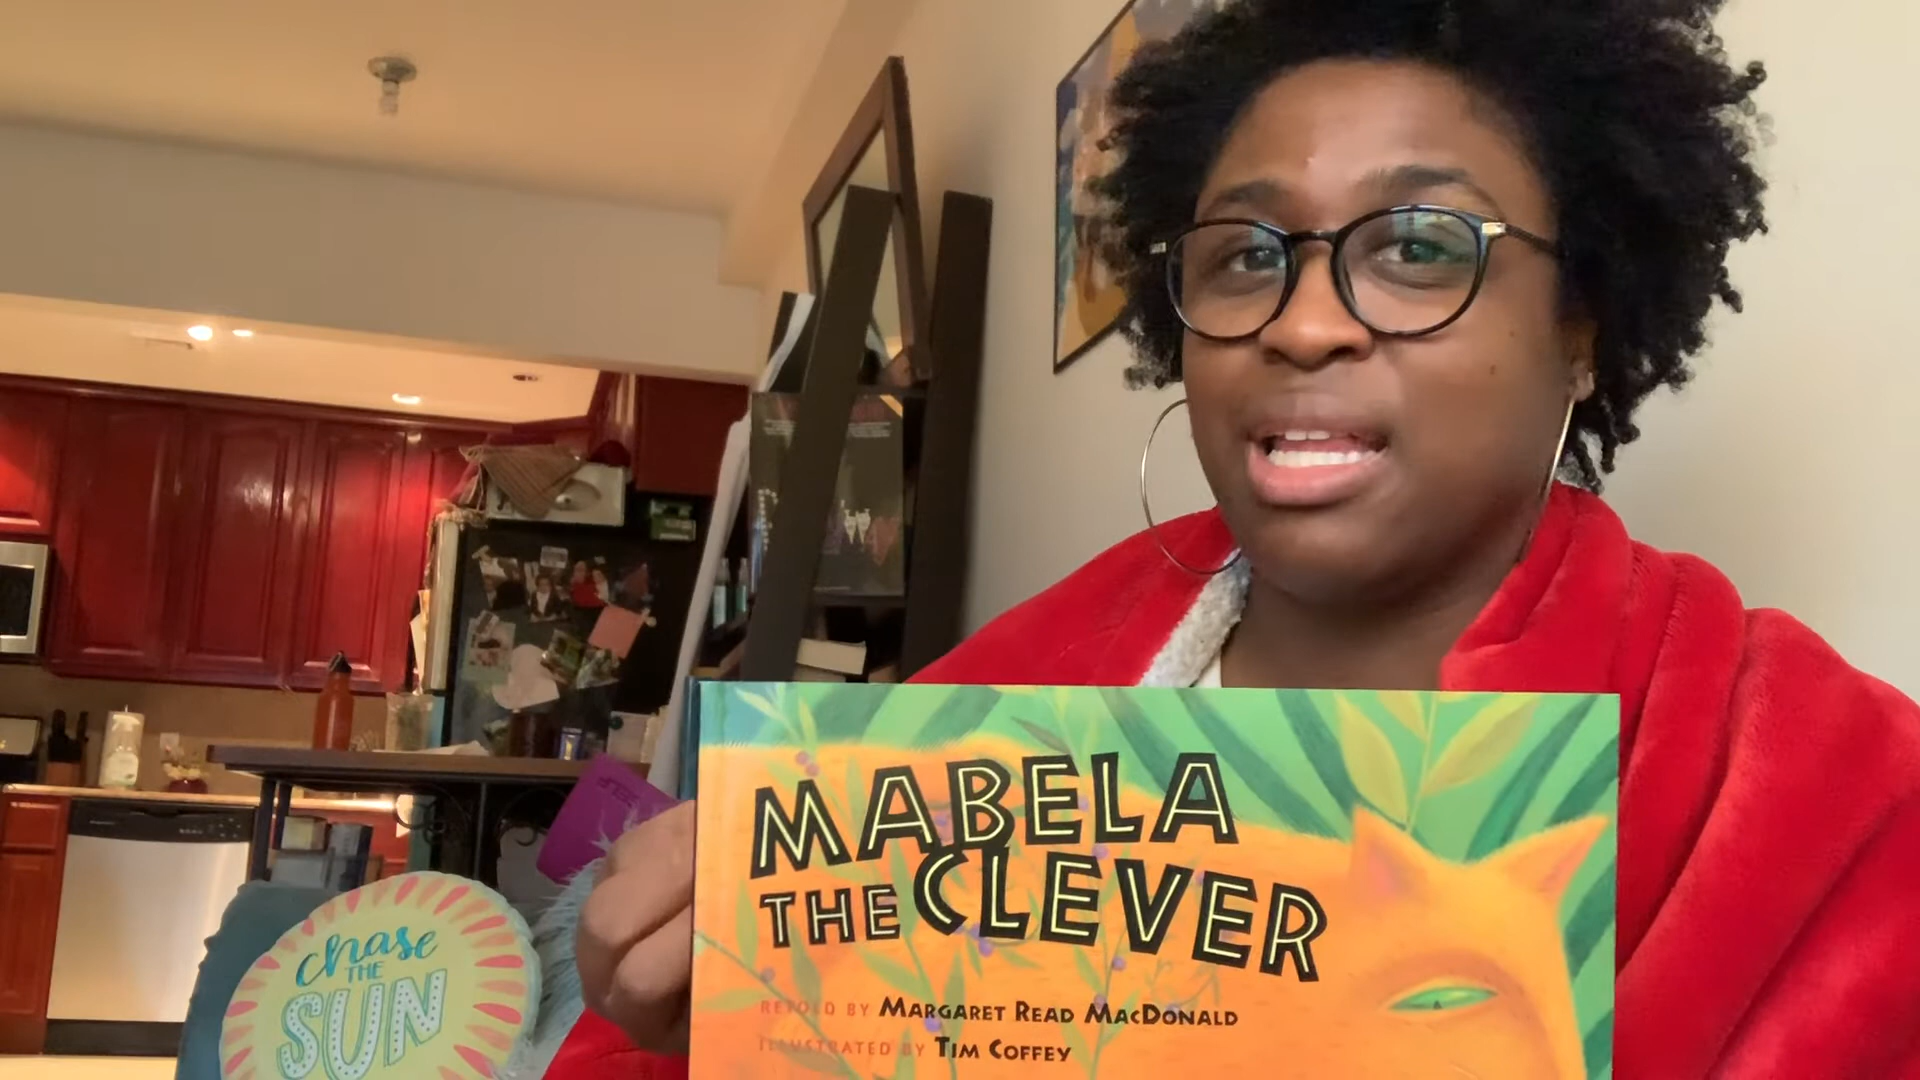 MABELA
THE CLEVER
RETOLD BY MARGARET READ MACDONALD
ILLUSTRATED BY TIM COFFEY
chase
THE
SUN